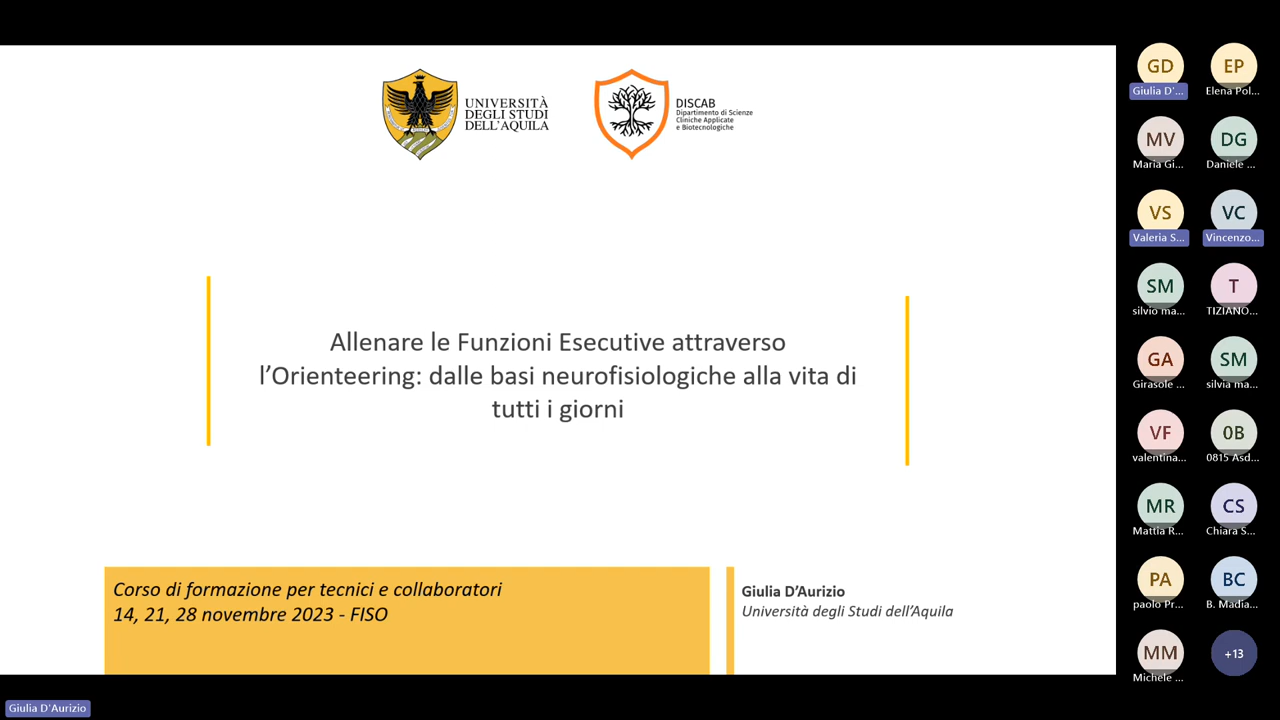 UNIVERSITÀ
DEGLI STUDI
DELL'AQUILA
DISCAB
Dipartimento di Scienze
Cliniche Applicate
e Biotecnologiche
Allenare le Funzioni Esecutive attraverso
l’Orienteering: dalle basi neurofisiologiche alla vita di
tutti i giorni
Corso di formazione per tecnici e collaboratori
14, 21, 28 novembre 2023 - FISO
Giulia D’Aurizio
Università degli Studi dell’Aquila
GD
EP
Giulia D'...
Elena Pol...
MV
DG
Maria Gi...
Daniele ...
VS
VC
Valeria S...
Vincenzo...
SM
T
silvio ma...
TIZIANO...
GA
SM
Girasole ...
silvia ma...
VF
0B
valentina...
0815 Asd...
MR
CS
Mattia R...
Chiara S...
PA
BC
paolo Pr...
B. Madia...
MM
+13
Michele ...
Giulia D'Aurizio